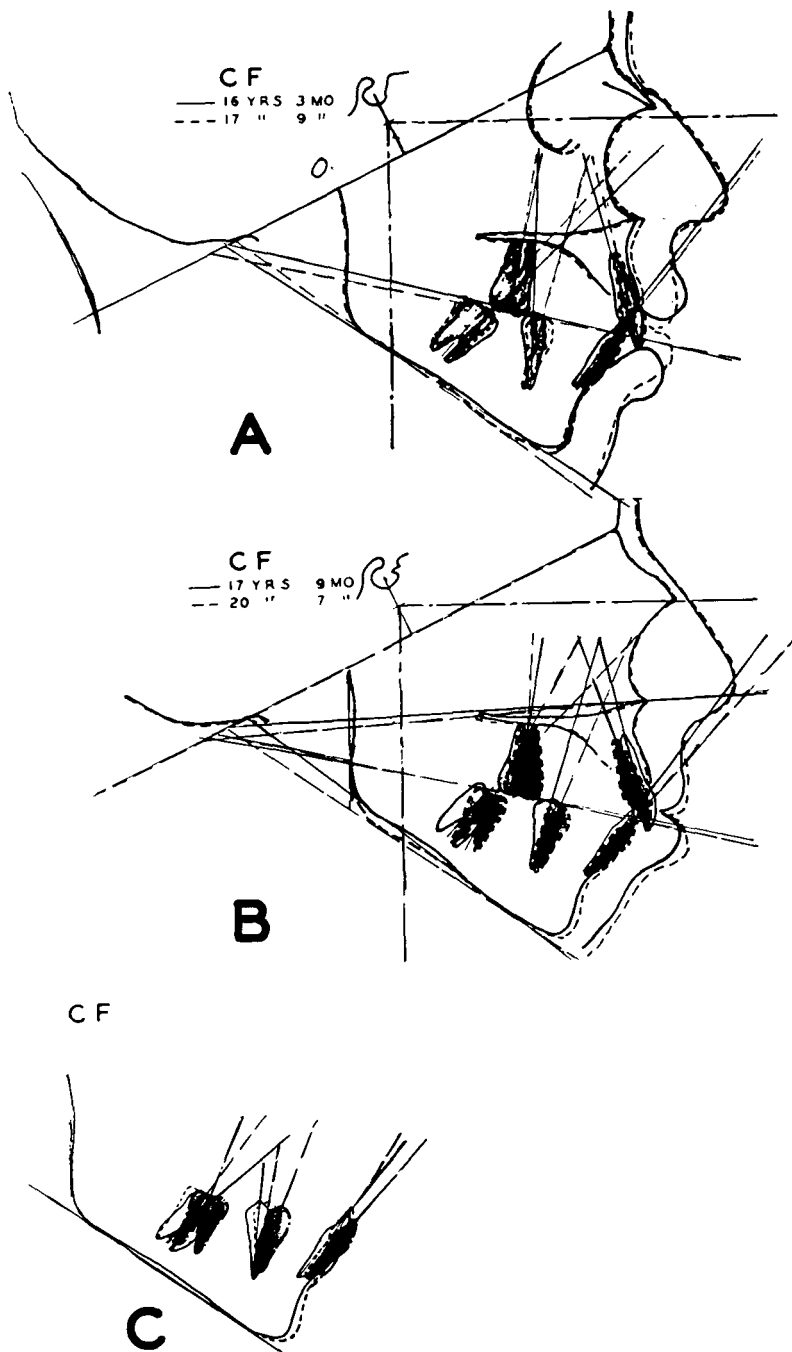 C F
—— 16 YRS 3 MO
--- 17 " 9 "
A
C F
—— 17 YRS 9 MO
--- 20 " 7 "
B
C F
C